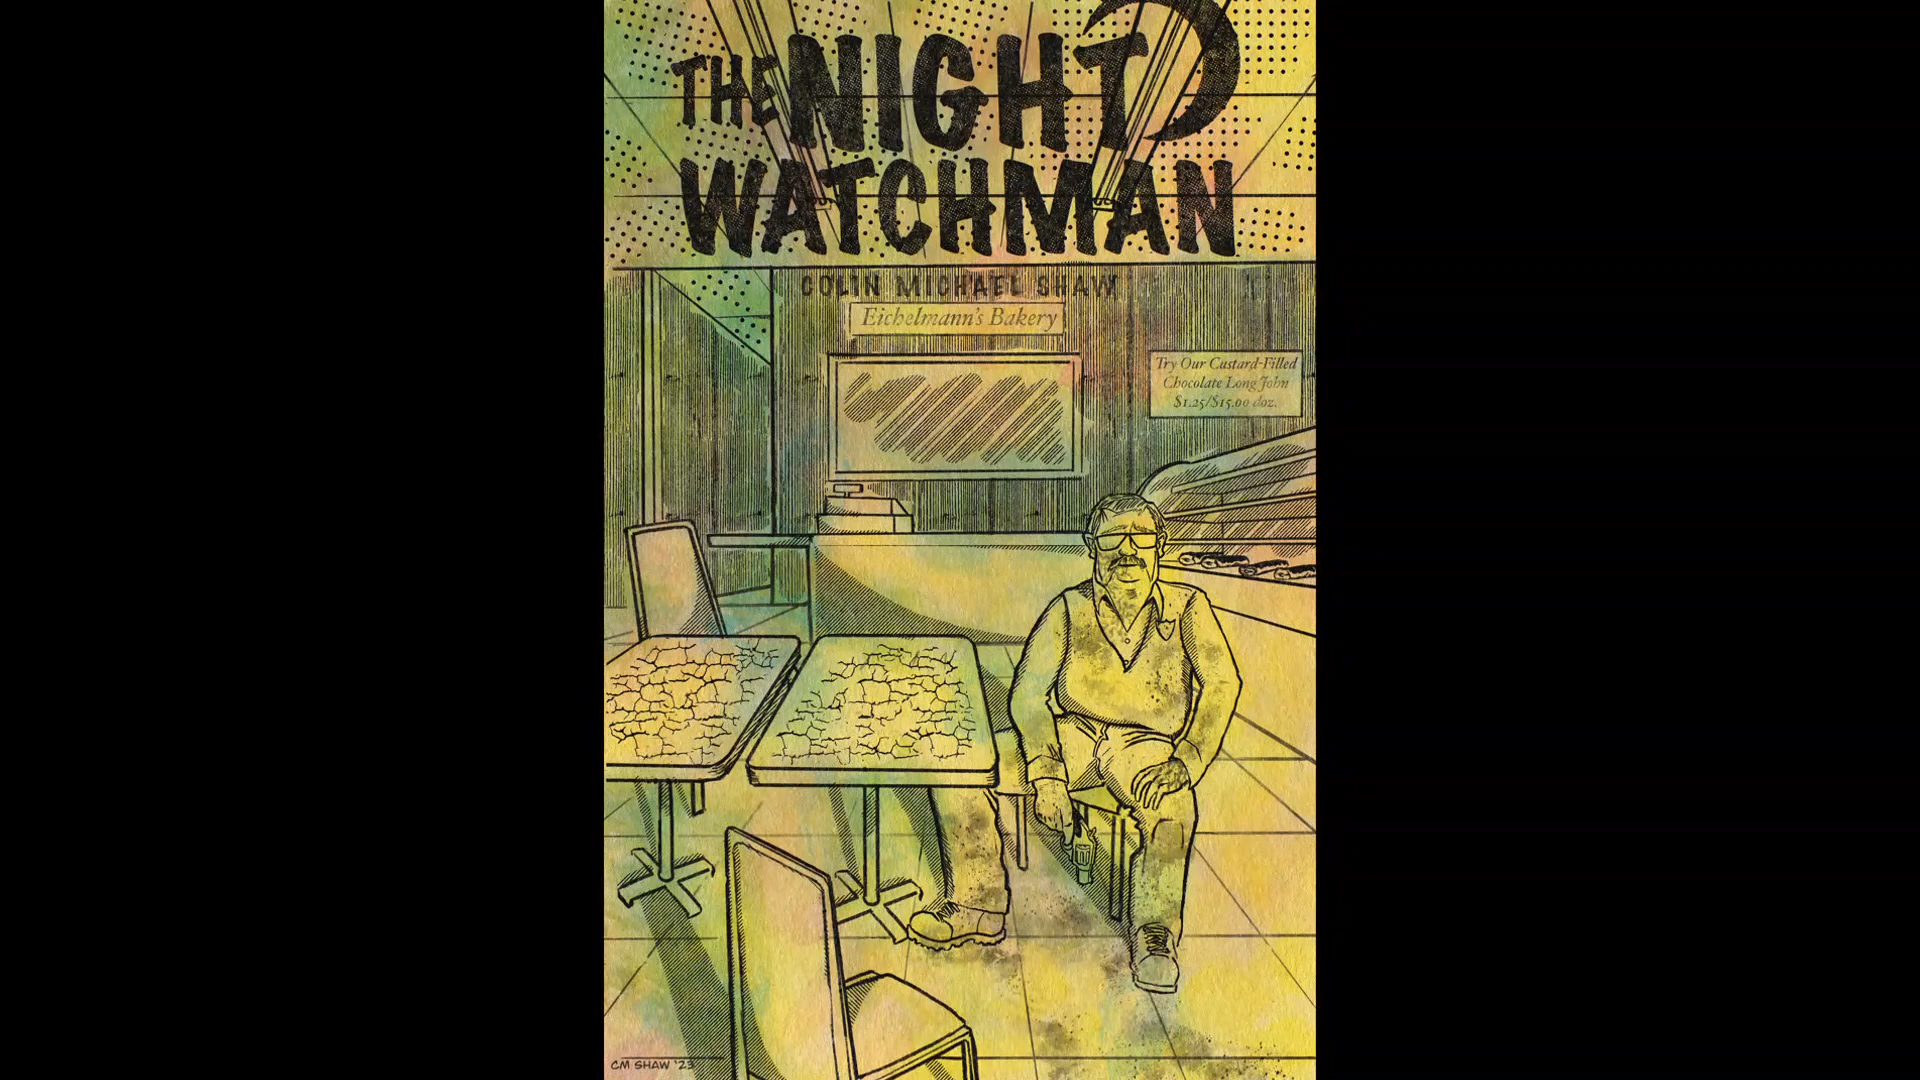 THE NIGHT
WATCHMAN
COLIN MICHAEL SHAW
Eichelmann's Bakery
Try Our Custard-Filled
Chocolate Long John
$1.25/$15.00 doz.
CM SHAW '23